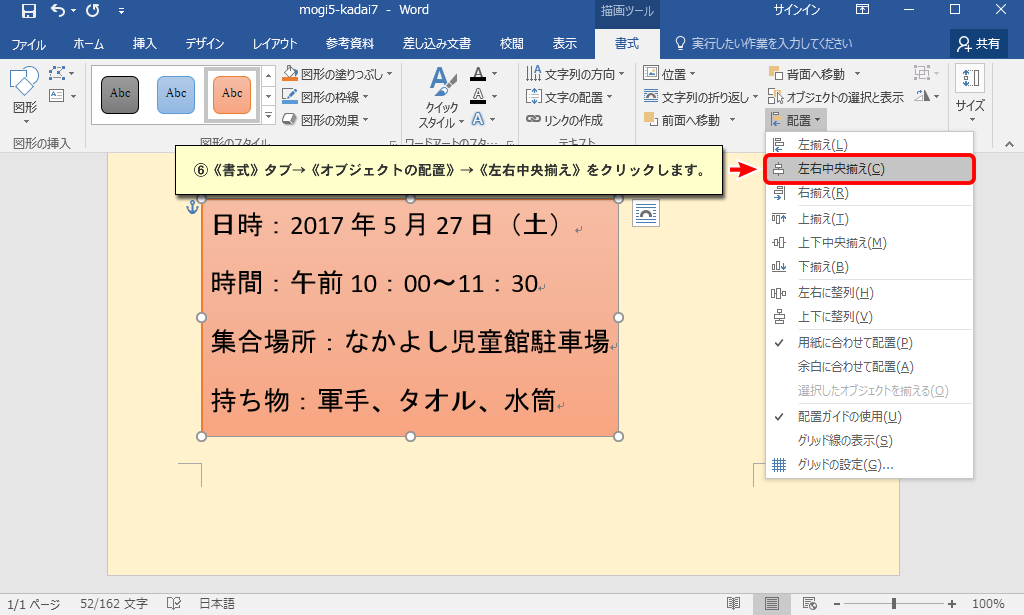 mogi5-kadai7 - Word
描画ツール
サインイン
ファイル ホーム 挿入 デザイン レイアウト 参考資料 差し込み文書 校閲 表示 書式 実行したい作業を入力してください 共有
図形
図形の挿入
Abc Abc Abc
図形の塗りつぶし
図形の枠線
図形の効果
図形のスタイル
クイック
スタイル
ワードアートのスタ...
文字列の方向
文字の配置
リンクの作成
テキスト
位置
文字列の折り返し
前面へ移動
背面へ移動
オブジェクトの選択と表示
配置
サイズ
⑥《書式》タブ→《オブジェクトの配置》→《左右中央揃え》をクリックします。
左揃え(L)
左右中央揃え(C)
右揃え(R)
上揃え(T)
上下中央揃え(M)
下揃え(B)
左右に整列(H)
上下に整列(V)
用紙に合わせて配置(P)
余白に合わせて配置(A)
選択したオブジェクトを揃える(O)
配置ガイドの使用(U)
グリッド線の表示(S)
グリッドの設定(G)...
日時：2017 年 5 月 27 日（土）
時間：午前 10：00～11：30
集合場所：なかよし児童館駐車場
持ち物：軍手、タオル、水筒
1/1 ページ 52/162 文字 日本語 100%